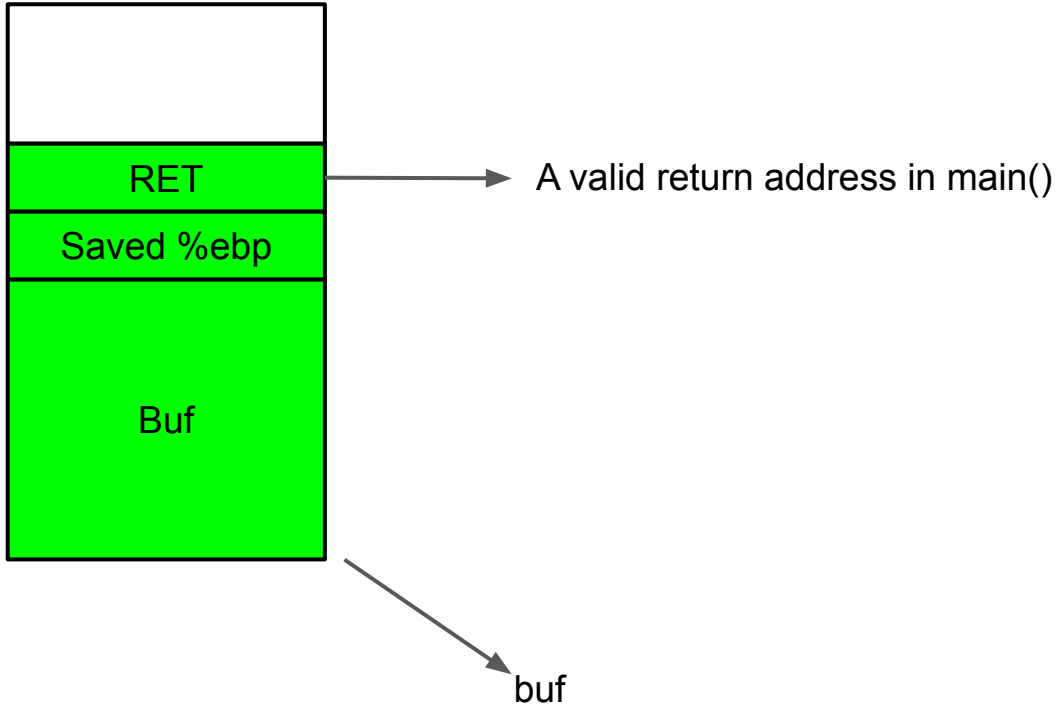 RET
A valid return address in main()
Saved %ebp
Buf
buf